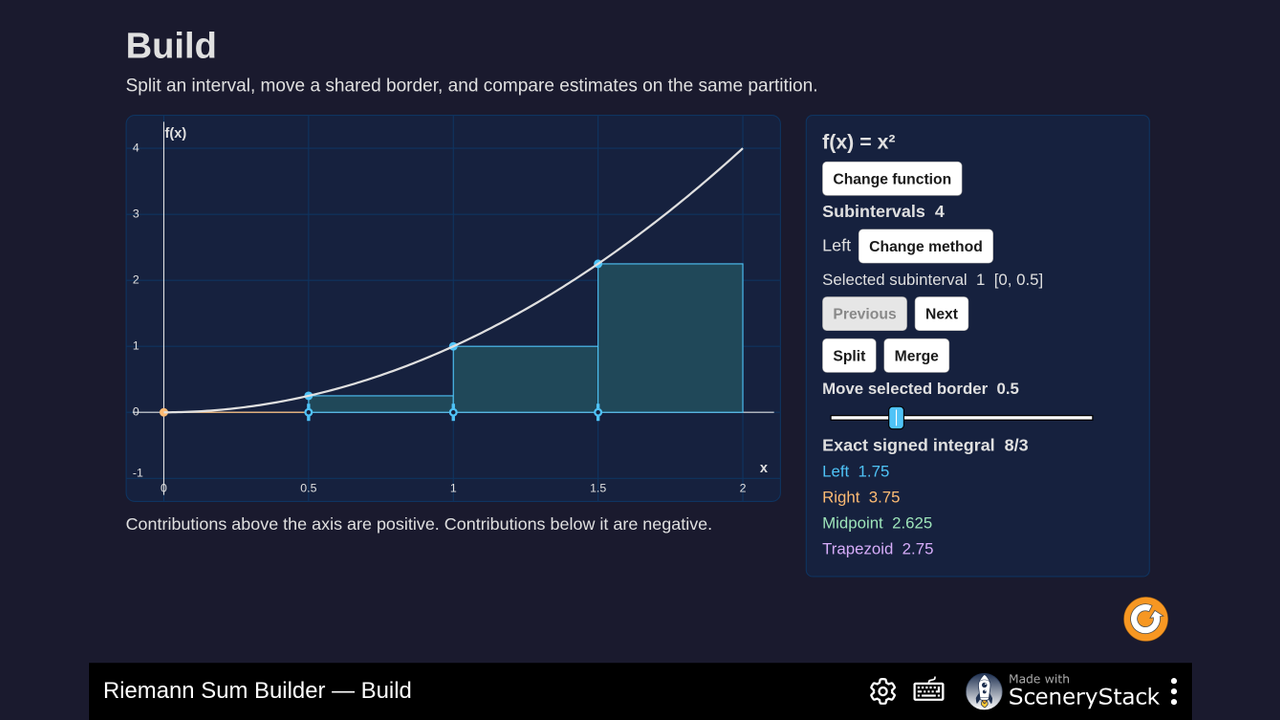 Build
Split an interval, move a shared border, and compare estimates on the same partition.
f(x)
4
3
2
1
0
-1
0
0.5
1
1.5
2
x
Contributions above the axis are positive. Contributions below it are negative.
f(x) = x²
Change function
Subintervals 4
Left Change method
Selected subinterval 1 [0, 0.5]
Previous Next
Split Merge
Move selected border 0.5
Exact signed integral 8/3
Left 1.75
Right 3.75
Midpoint 2.625
Trapezoid 2.75
Riemann Sum Builder — Build
Made with
SceneryStack